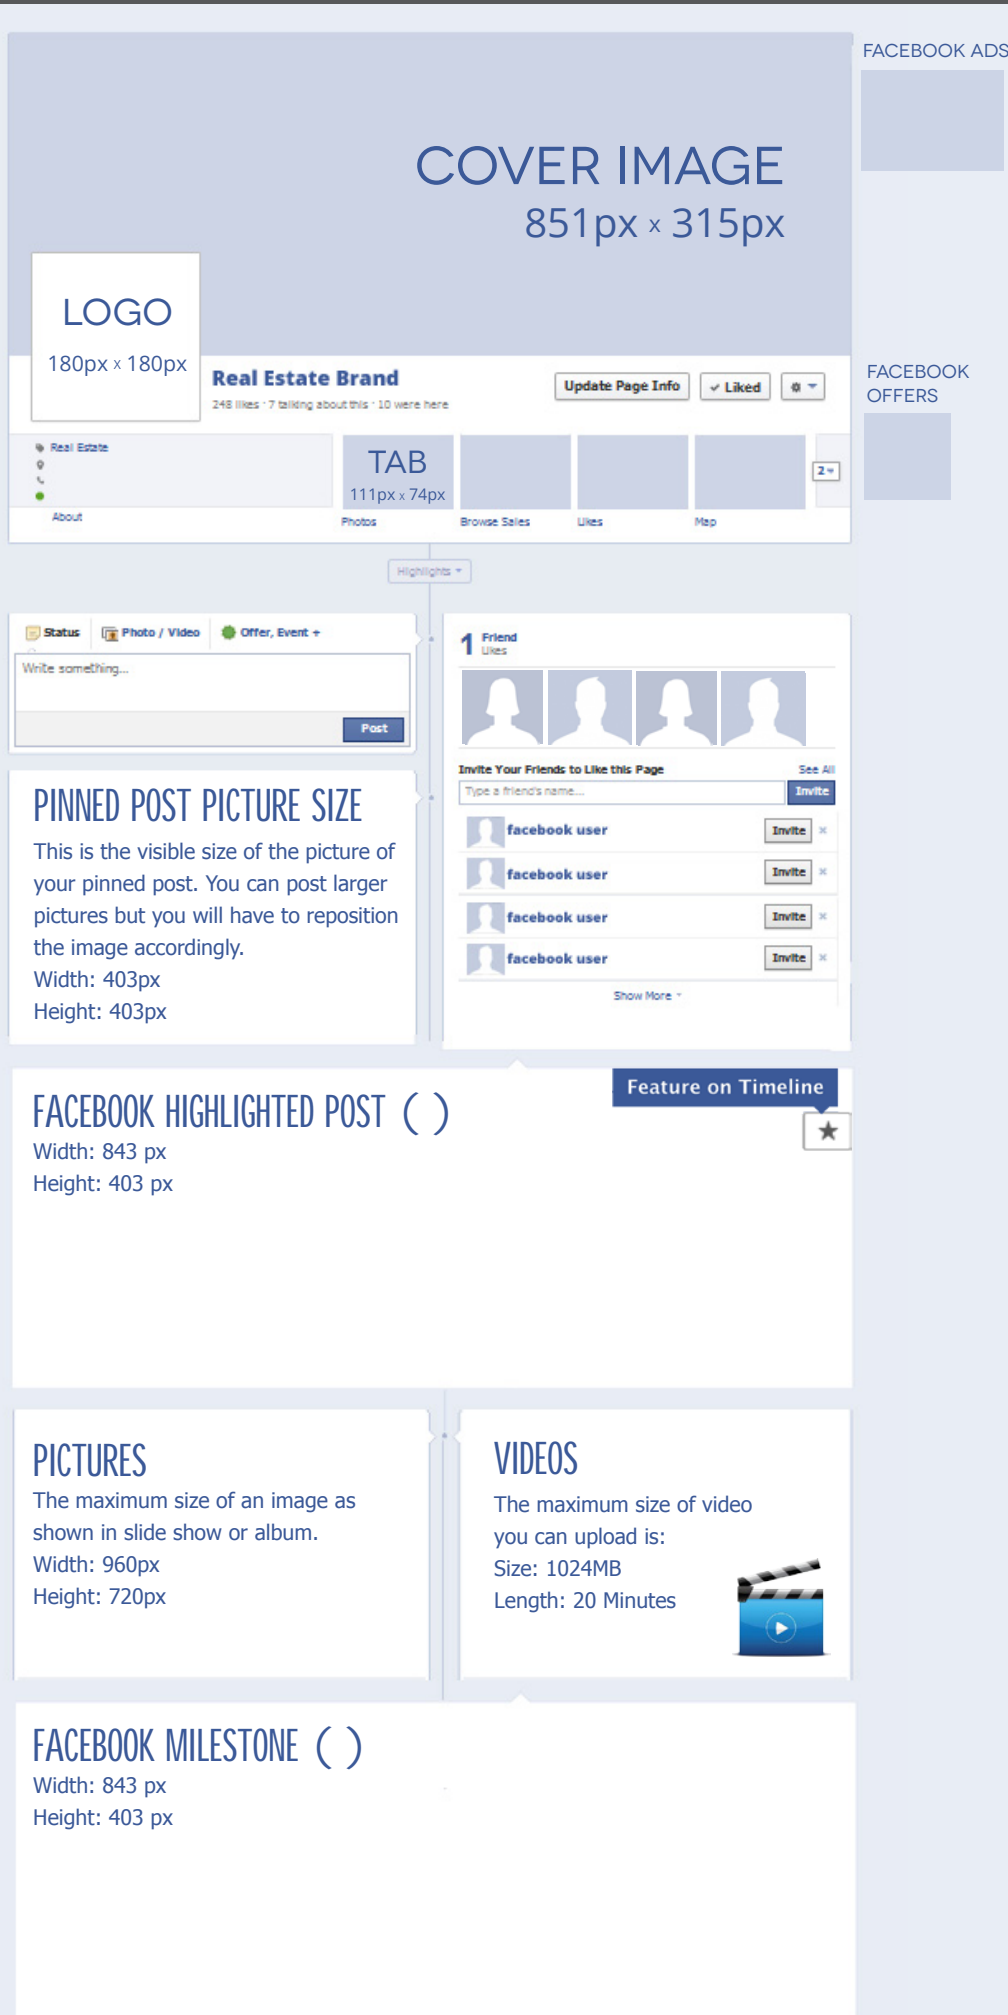 FACEBOOK ADS
COVER IMAGE
851px x 315px
LOGO
180px x 180px
FACEBOOK
OFFERS
Real Estate Brand
248 likes · 7 talking about this · 10 were here
Update Page Info
✓ Liked
Real Estate
About
TAB
111px x 74px
2
Photos
Browse Sales
Likes
Map
Highlights
Status
Photo / Video
Offer, Event +
Write something...
Post
1 Friend
Likes
Invite Your Friends to Like this Page
See All
Type a friend's name...
Invite
facebook user
Invite
facebook user
Invite
facebook user
Invite
facebook user
Invite
Show More
PINNED POST PICTURE SIZE
This is the visible size of the picture of
your pinned post. You can post larger
pictures but you will have to reposition
the image accordingly.
Width: 403px
Height: 403px
Feature on Timeline
FACEBOOK HIGHLIGHTED POST ( )
Width: 843 px
Height: 403 px
PICTURES
The maximum size of an image as
shown in slide show or album.
Width: 960px
Height: 720px
VIDEOS
The maximum size of video
you can upload is:
Size: 1024MB
Length: 20 Minutes
FACEBOOK MILESTONE ( )
Width: 843 px
Height: 403 px